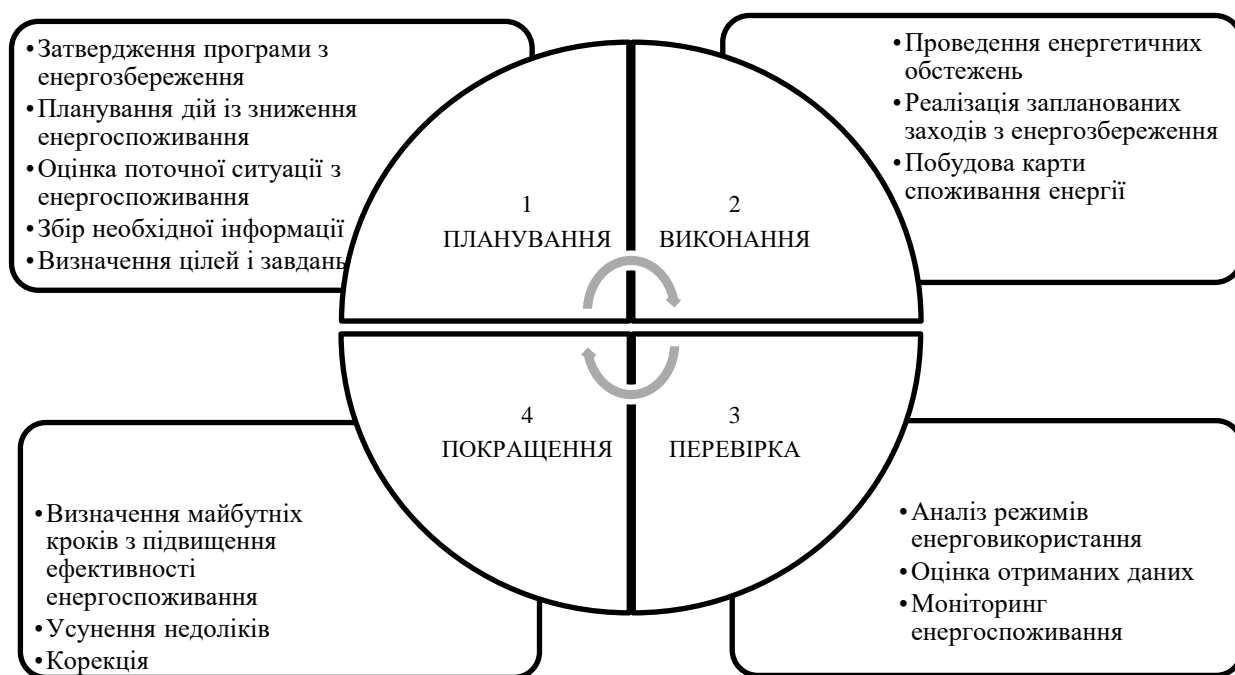 •Затвердження програми з
енергозбереження
•Планування дій із зниження
енергоспоживання
•Оцінка поточної ситуації з
енергоспоживання
•Збір необхідної інформації
•Визначення цілей і завдань
•Проведення енергетичних
обстежень
•Реалізація запланованих
заходів з енергозбереження
•Побудова карти
споживання енергії
1
ПЛАНУВАННЯ
2
ВИКОНАННЯ
4
ПОКРАЩЕННЯ
3
ПЕРЕВІРКА
•Визначення майбутніх
кроків з підвищення
ефективності
енергоспоживання
•Усунення недоліків
•Корекція
•Аналіз режимів
енерговикористання
•Оцінка отриманих даних
•Моніторинг
енергоспоживання